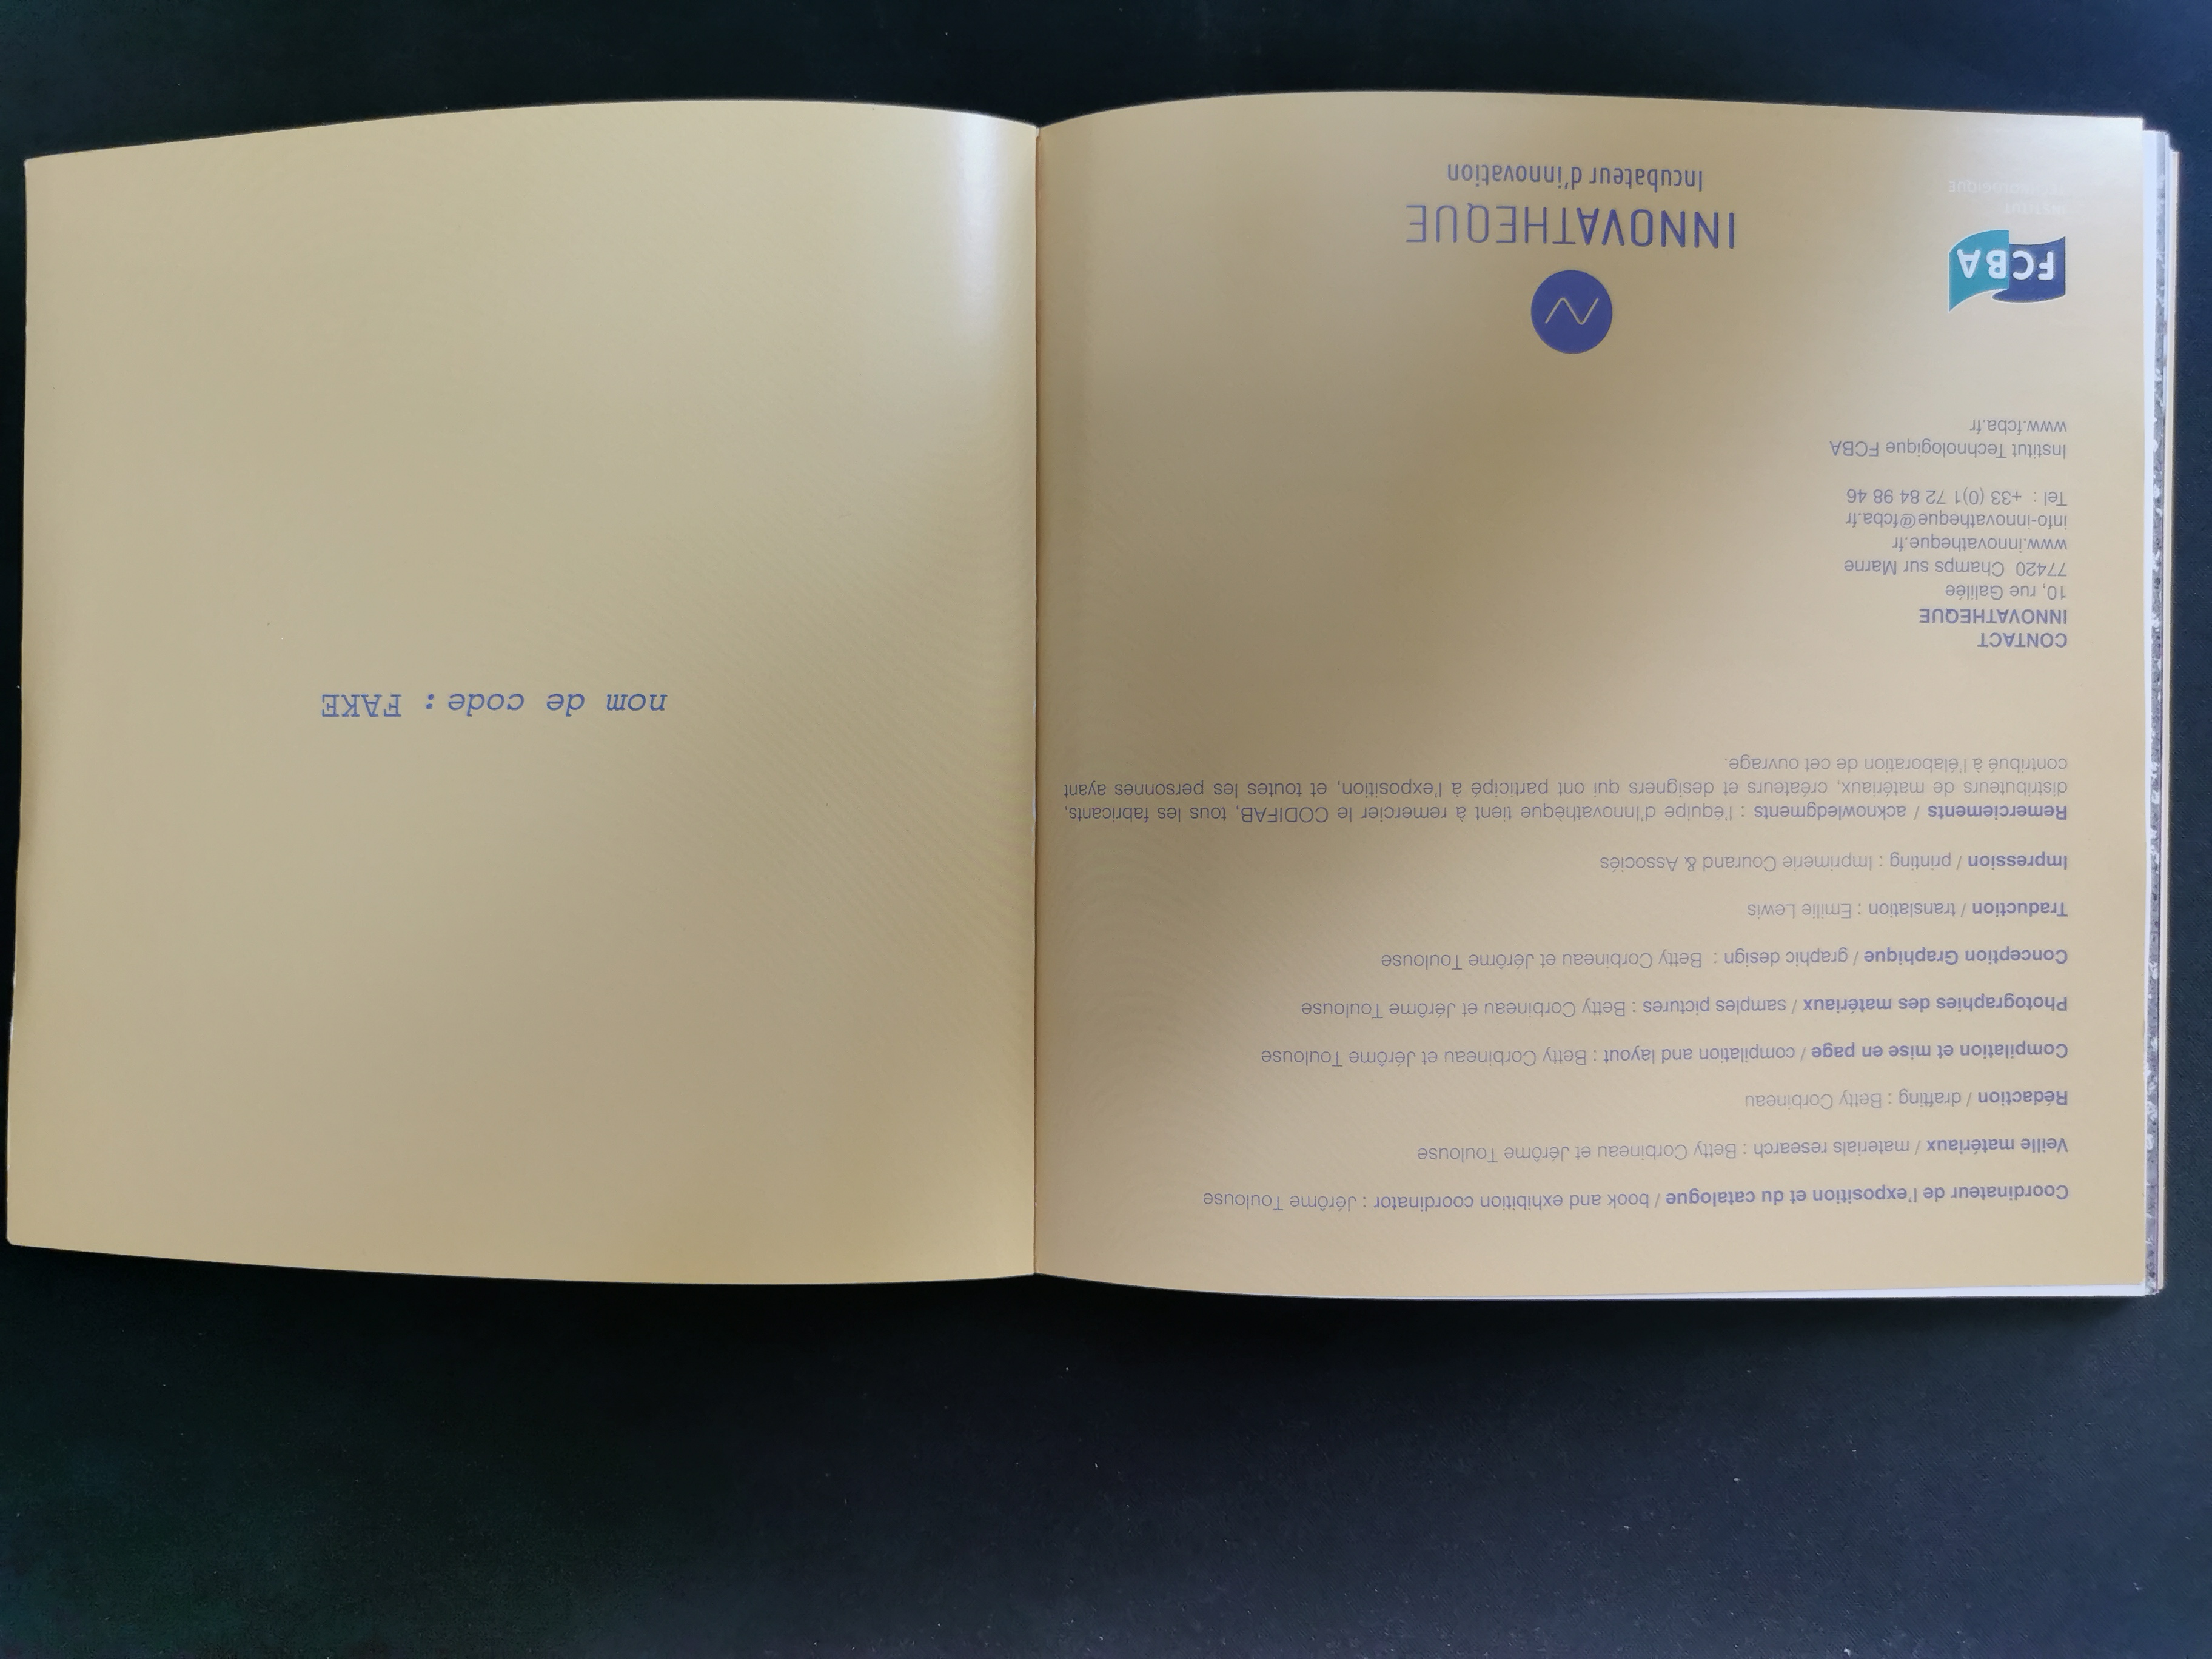 Coordinateur de l'exposition et du catalogue / book and exhibition coordinator : Jérôme Toulouse
Veille matériaux / materials research : Betty Corbineau et Jérôme Toulouse
Rédaction / drafting : Betty Corbineau
Compilation et mise en page / compilation and layout : Betty Corbineau et Jérôme Toulouse
Photographies des matériaux / samples pictures : Betty Corbineau et Jérôme Toulouse
Conception Graphique / graphic design : Betty Corbineau et Jérôme Toulouse
Traduction / translation : Emilie Lewis
Impression / printing : Imprimerie Courand & Associés
Remerciements / acknowledgments : l'équipe d'Innovathèque tient à remercier le CODIFAB, tous les fabricants,
distributeurs de matériaux, créateurs et designers qui ont participé à l'exposition, et toutes les personnes ayant
contribué à l'élaboration de cet ouvrage.
CONTACT
INNOVATHEQUE
10, rue Galilée
77420 Champs sur Marne
www.innovatheque.fr
info-innovatheque@fcba.fr
Tel : +33 (0)1 72 84 98 46
Institut Technologique FCBA
www.fcba.fr
FCBA
INSTITUT
TECHNOLOGIQUE
INNOVATHEQUE
Incubateur d'innovation
nom de code : FAKE